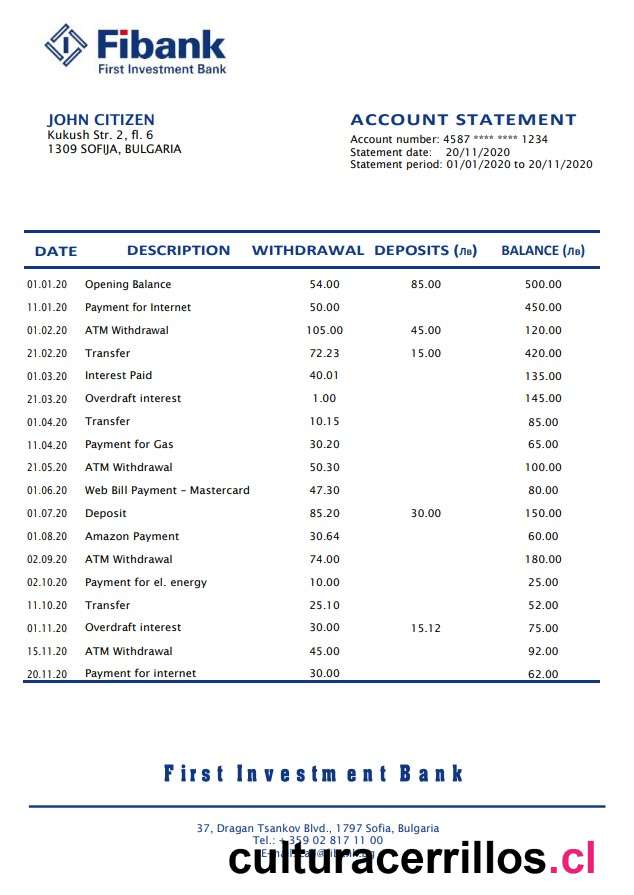 Fibank
First Investment Bank
JOHN CITIZEN
Kukush Str. 2, fl. 6
1309 SOFIJA, BULGARIA
ACCOUNT STATEMENT
Account number: 4587 **** **** 1234
Statement date: 20/11/2020
Statement period: 01/01/2020 to 20/11/2020
DATE DESCRIPTION WITHDRAWAL DEPOSITS (лв) BALANCE (лв)
01.01.20 Opening Balance 54.00 85.00 500.00
11.01.20 Payment for Internet 50.00 450.00
01.02.20 ATM Withdrawal 105.00 45.00 120.00
21.02.20 Transfer 72.23 15.00 420.00
01.03.20 Interest Paid 40.01 135.00
21.03.20 Overdraft interest 1.00 145.00
01.04.20 Transfer 10.15 85.00
11.04.20 Payment for Gas 30.20 65.00
21.05.20 ATM Withdrawal 50.30 100.00
01.06.20 Web Bill Payment – Mastercard 47.30 80.00
01.07.20 Deposit 85.20 30.00 150.00
01.08.20 Amazon Payment 30.64 60.00
02.09.20 ATM Withdrawal 74.00 180.00
02.10.20 Payment for el. energy 10.00 25.00
11.10.20 Transfer 25.10 52.00
01.11.20 Overdraft interest 30.00 15.12 75.00
15.11.20 ATM Withdrawal 45.00 92.00
20.11.20 Payment for internet 30.00 62.00
First Investment Bank
37, Dragan Tsankov Blvd., 1797 Sofia, Bulgaria
Tel.: + 359 02 817 11 00
culturacerrillos.cl